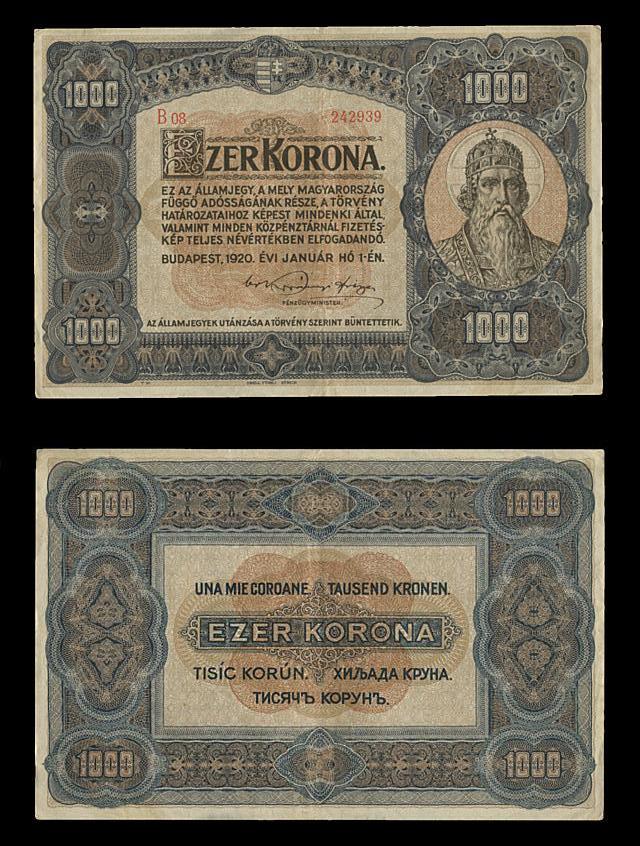 1000
1000
B 08 242939
EZER KORONA.
EZ AZ ÁLLAMJEGY, A MELY MAGYARORSZÁG
FÜGGŐ ADÓSSÁGÁNAK RÉSZE, A TÖRVÉNY
HATÁROZATAIHOZ KÉPEST MINDENKI ÁLTAL,
VALAMINT MINDEN KÖZPÉNZTÁRNÁL FIZETÉS-
KÉP TELJES NÉVÉRTÉKBEN ELFOGADANDÓ.
BUDAPEST, 1920. ÉVI JANUÁR HÓ 1-ÉN.
PÉNZÜGYMINISTER.
1000
1000
AZ ÁLLAMJEGYEK UTÁNZÁSA A TÖRVÉNY SZERINT BÜNTETTETIK.
1000
1000
UNA MIE COROANE. TAUSEND KRONEN.
EZER KORONA
TISÍC KORÚN. ХИЉАДА КРУНА.
ТИСЯЧЪ КОРУНЪ.
1000
1000